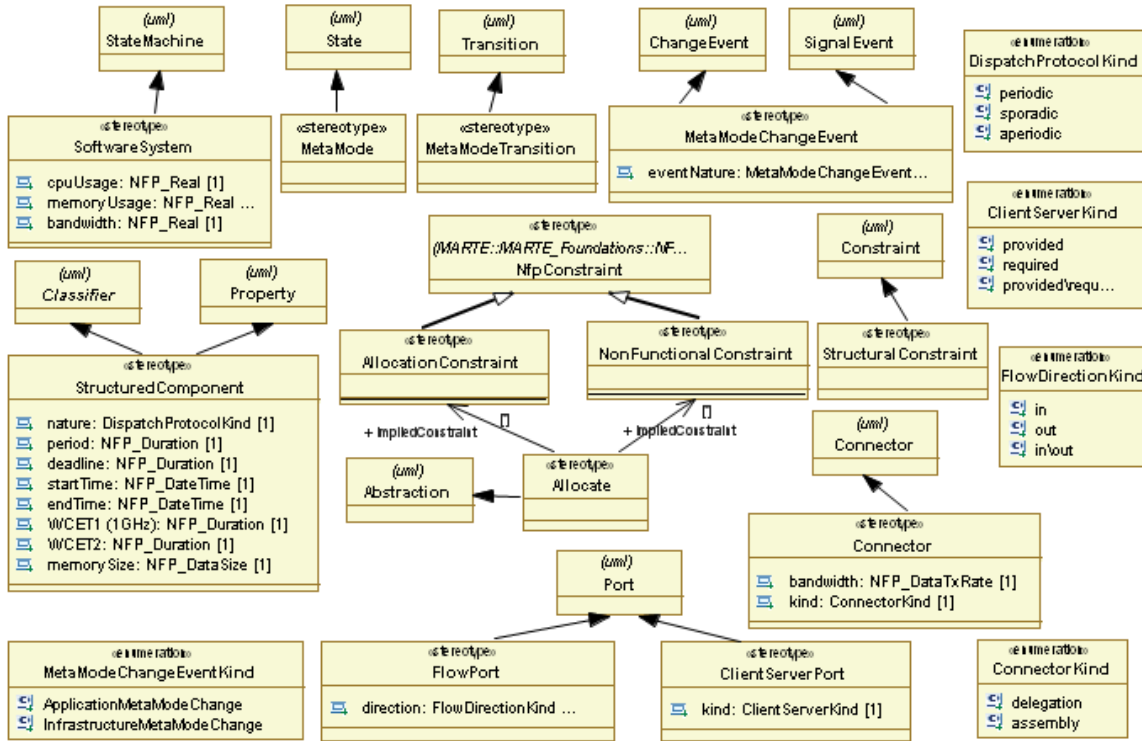 (uml)
StateMachine
(uml)
State
(uml)
Transition
(uml)
ChangeEvent
(uml)
SignalEvent
«enumeration»
DispatchProtocolKind
periodic
sporadic
aperiodic
«stereotype»
SoftwareSystem
cpuUsage: NFP_Real [1]
memoryUsage: NFP_Real ...
bandwidth: NFP_Real [1]
«stereotype»
MetaMode
«stereotype»
MetaModeTransition
«stereotype»
MetaModeChangeEvent
eventNature: MetaModeChangeEvent...
«enumeration»
ClientServerKind
provided
required
provided\requ...
«stereotype»
(MARTE::MARTE_Foundations::NF...
NfpConstraint
(uml)
Constraint
(uml)
Classifier
(uml)
Property
«stereotype»
AllocationConstraint
«stereotype»
NonFunctionalConstraint
«stereotype»
StructuralConstraint
«enumeration»
FlowDirectionKind
in
out
in\out
«stereotype»
StructuredComponent
nature: DispatchProtocolKind [1]
period: NFP_Duration [1]
deadline: NFP_Duration [1]
startTime: NFP_DateTime [1]
endTime: NFP_DateTime [1]
WCET1 (1GHz): NFP_Duration [1]
WCET2: NFP_Duration [1]
memorySize: NFP_DataSize [1]
[]
+ ImpliedConstraint
[]
+ ImpliedConstraint
(uml)
Abstraction
«stereotype»
Allocate
(uml)
Connector
«stereotype»
Connector
bandwidth: NFP_DataTxRate [1]
kind: ConnectorKind [1]
(uml)
Port
«enumeration»
MetaModeChangeEventKind
ApplicationMetaModeChange
InfrastructureMetaModeChange
«stereotype»
FlowPort
direction: FlowDirectionKind ...
«stereotype»
ClientServerPort
kind: ClientServerKind [1]
«enumeration»
ConnectorKind
delegation
assembly